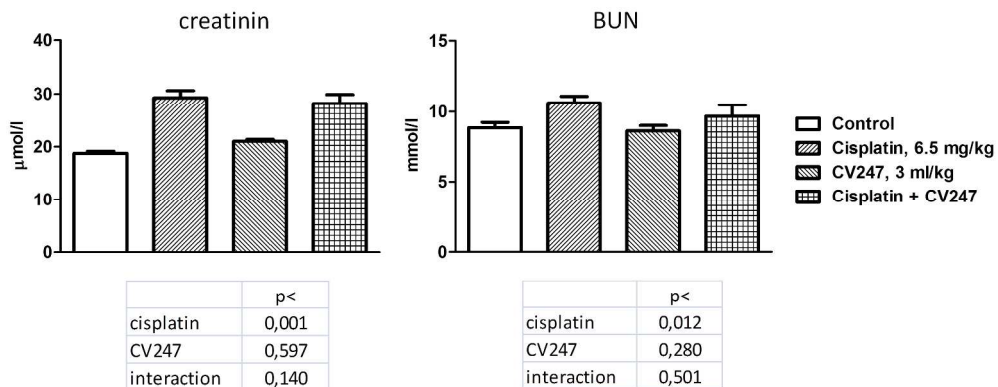 creatinin
40
30
20
10
0
μmol/l
BUN
15
10
5
0
mmol/l
Control
Cisplatin, 6.5 mg/kg
CV247, 3 ml/kg
Cisplatin + CV247
p<
cisplatin 0,001
CV247 0,597
interaction 0,140
p<
cisplatin 0,012
CV247 0,280
interaction 0,501